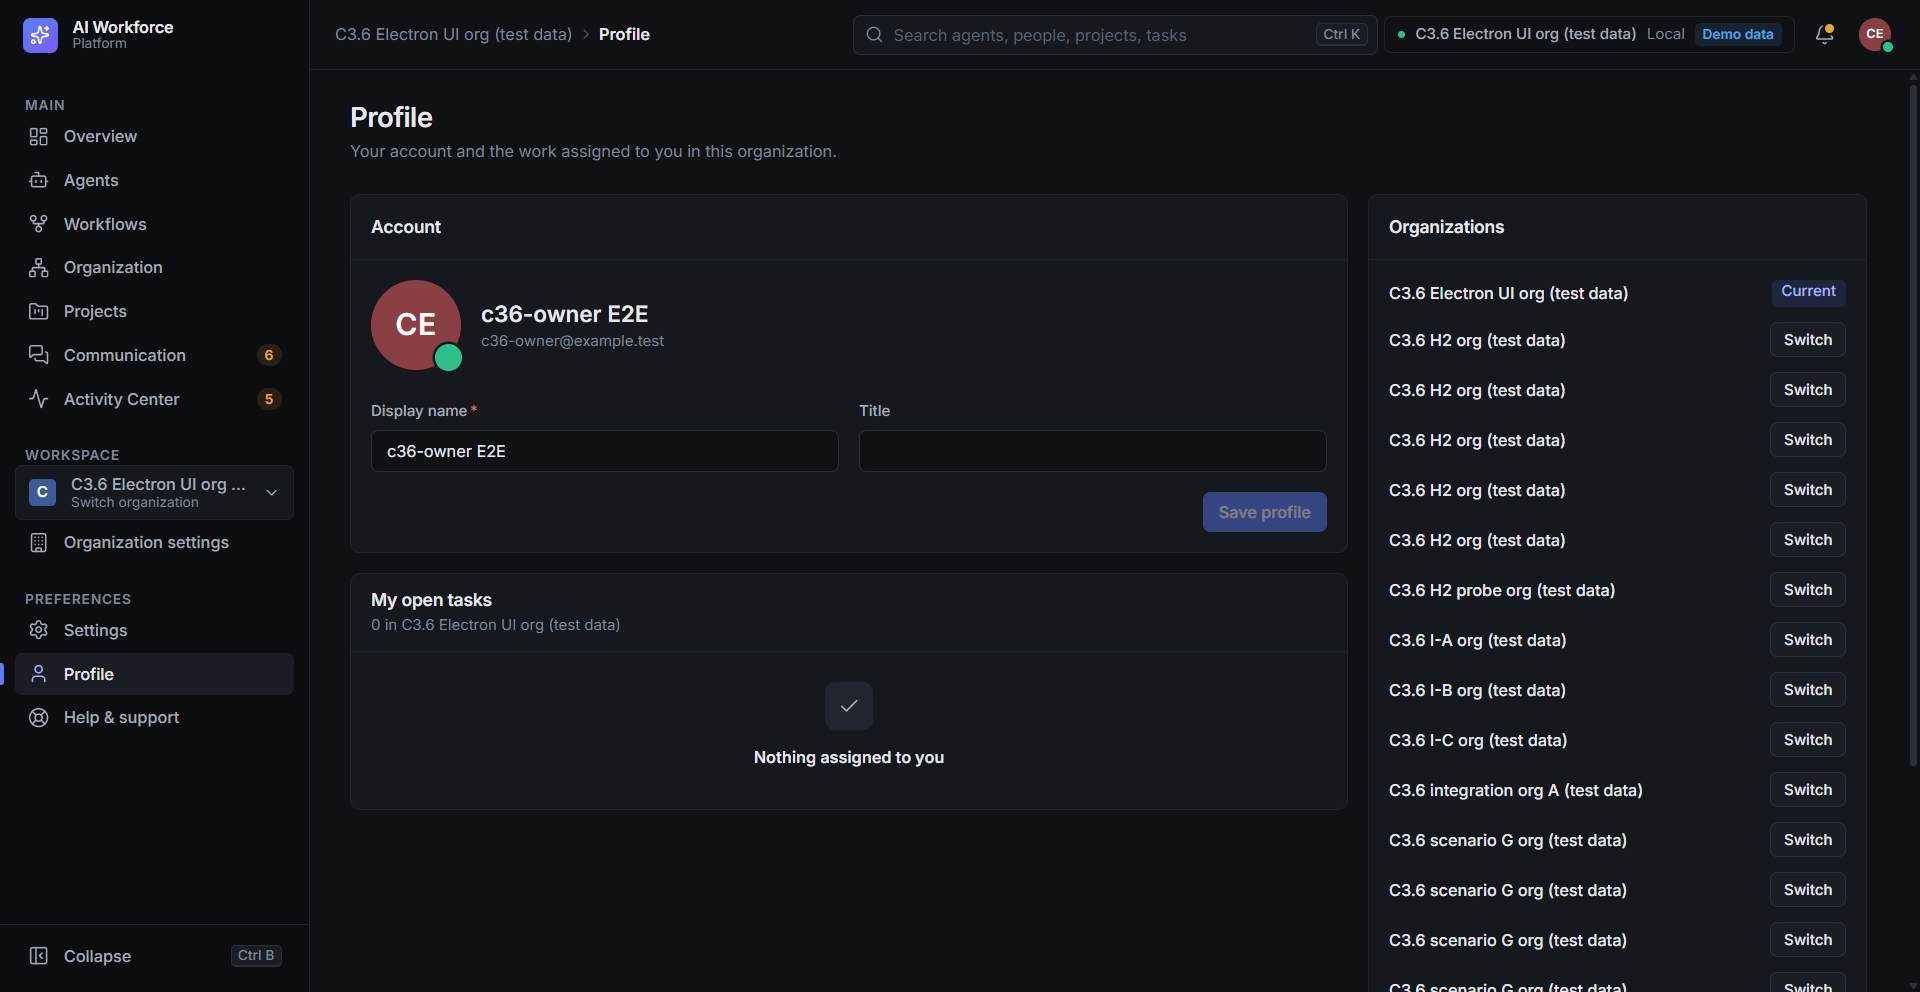 AI Workforce
Platform
MAIN
Overview
Agents
Workflows
Organization
Projects
Communication 6
Activity Center 5
WORKSPACE
C C3.6 Electron UI org ...
Switch organization
Organization settings
PREFERENCES
Settings
Profile
Help & support
Collapse Ctrl B
C3.6 Electron UI org (test data) > Profile
Search agents, people, projects, tasks Ctrl K
C3.6 Electron UI org (test data) Local Demo data
CE
Profile
Your account and the work assigned to you in this organization.
Account
CE
c36-owner E2E
c36-owner@example.test
Display name * Title
c36-owner E2E
Save profile
My open tasks
0 in C3.6 Electron UI org (test data)
Nothing assigned to you
Organizations
C3.6 Electron UI org (test data) Current
C3.6 H2 org (test data) Switch
C3.6 H2 org (test data) Switch
C3.6 H2 org (test data) Switch
C3.6 H2 org (test data) Switch
C3.6 H2 org (test data) Switch
C3.6 H2 probe org (test data) Switch
C3.6 I-A org (test data) Switch
C3.6 I-B org (test data) Switch
C3.6 I-C org (test data) Switch
C3.6 integration org A (test data) Switch
C3.6 scenario G org (test data) Switch
C3.6 scenario G org (test data) Switch
C3.6 scenario G org (test data) Switch
C3.6 scenario G org (test data) Switch